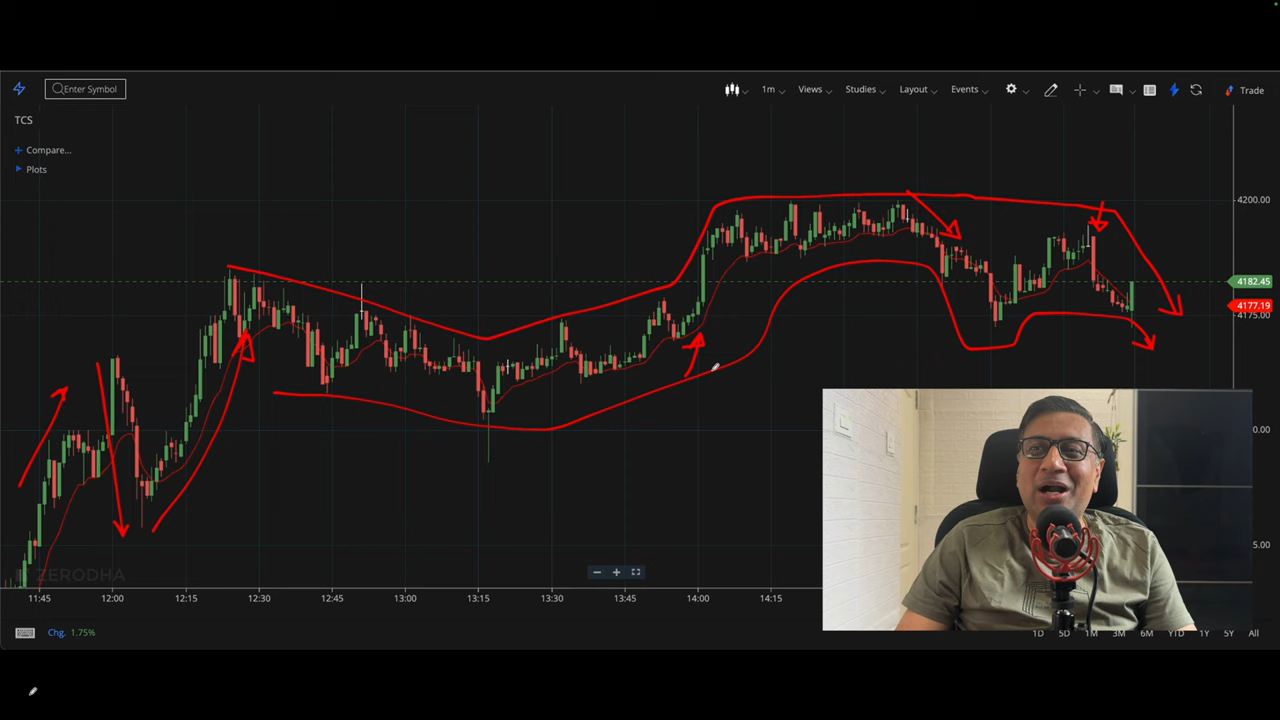 Enter Symbol
1m Views Studies Layout Events Trade
TCS
+ Compare...
Plots
4200.00
4182.45
4177.19
4175.00
0.00
5.00
ZERODHA
− +
11:45 12:00 12:15 12:30 12:45 13:00 13:15 13:30 13:45 14:00 14:15
Chg. 1.75%
1D 5D 1M 3M 6M YTD 1Y 5Y All